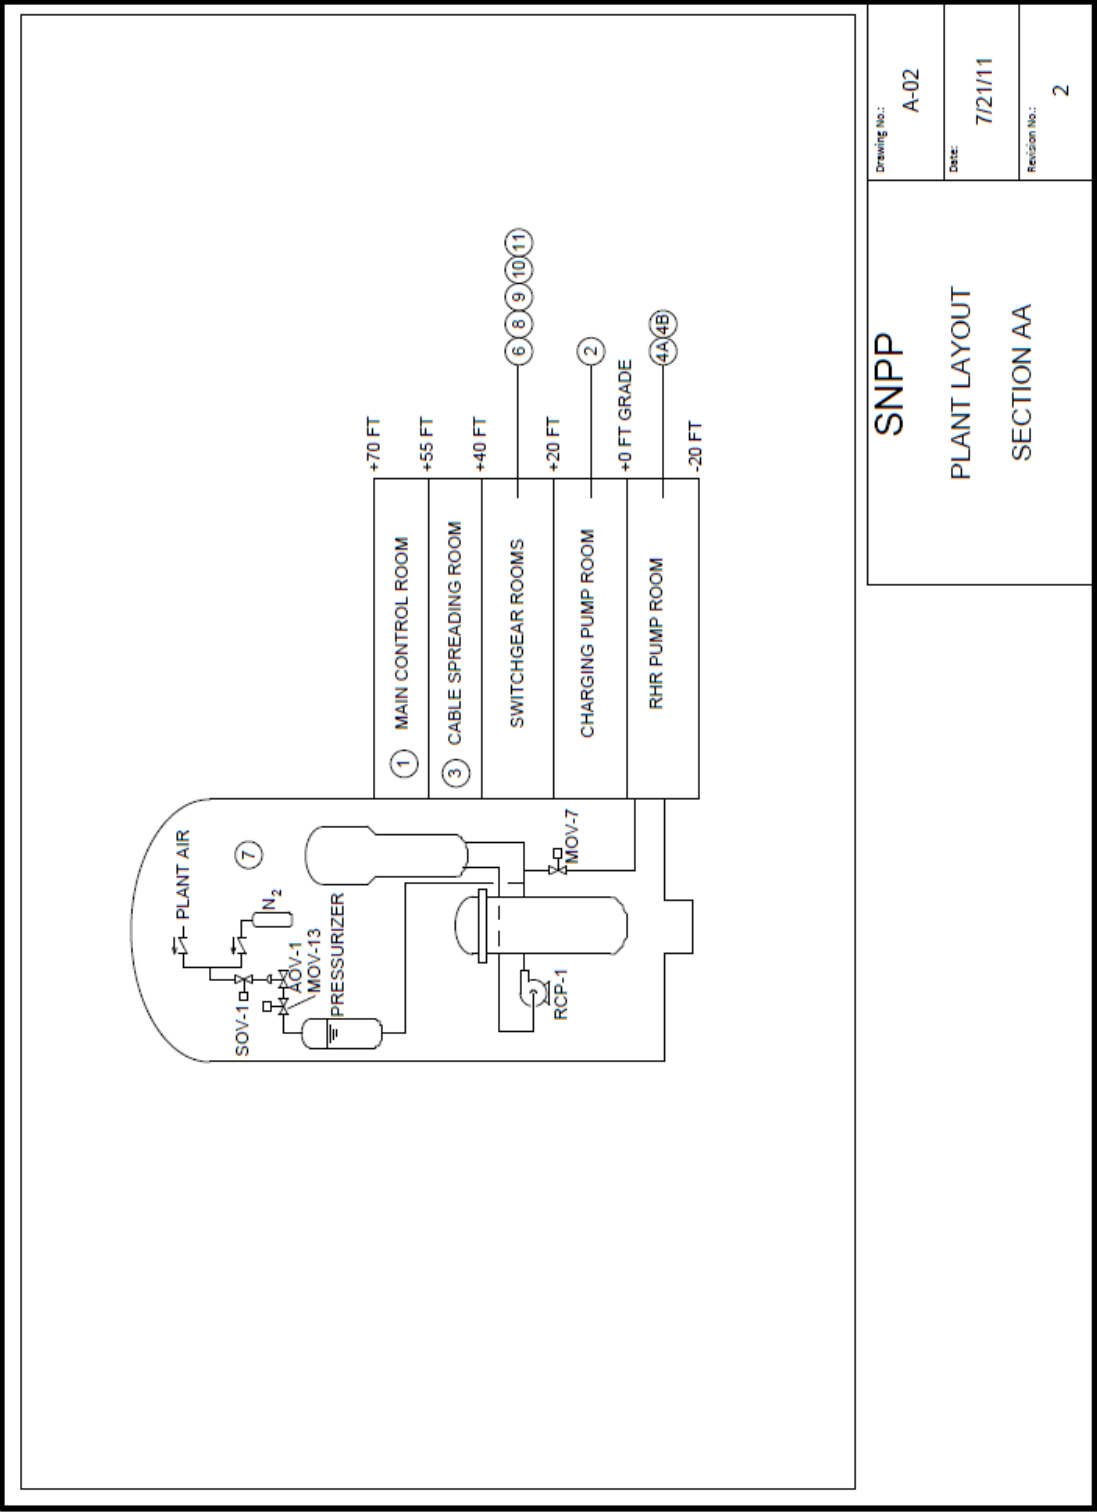 PLANT AIR
7
N2
SOV-1
AOV-1
MOV-13
PRESSURIZER
RCP-1
MOV-7
+70 FT
1 MAIN CONTROL ROOM
+55 FT
3 CABLE SPREADING ROOM
+40 FT
SWITCHGEAR ROOMS
6 8 9 10 11
+20 FT
CHARGING PUMP ROOM
2
+0 FT GRADE
RHR PUMP ROOM
4A 4B
-20 FT
SNPP
PLANT LAYOUT
SECTION AA
Drawing No.:
A-02
Date:
7/21/11
Revision No.:
2